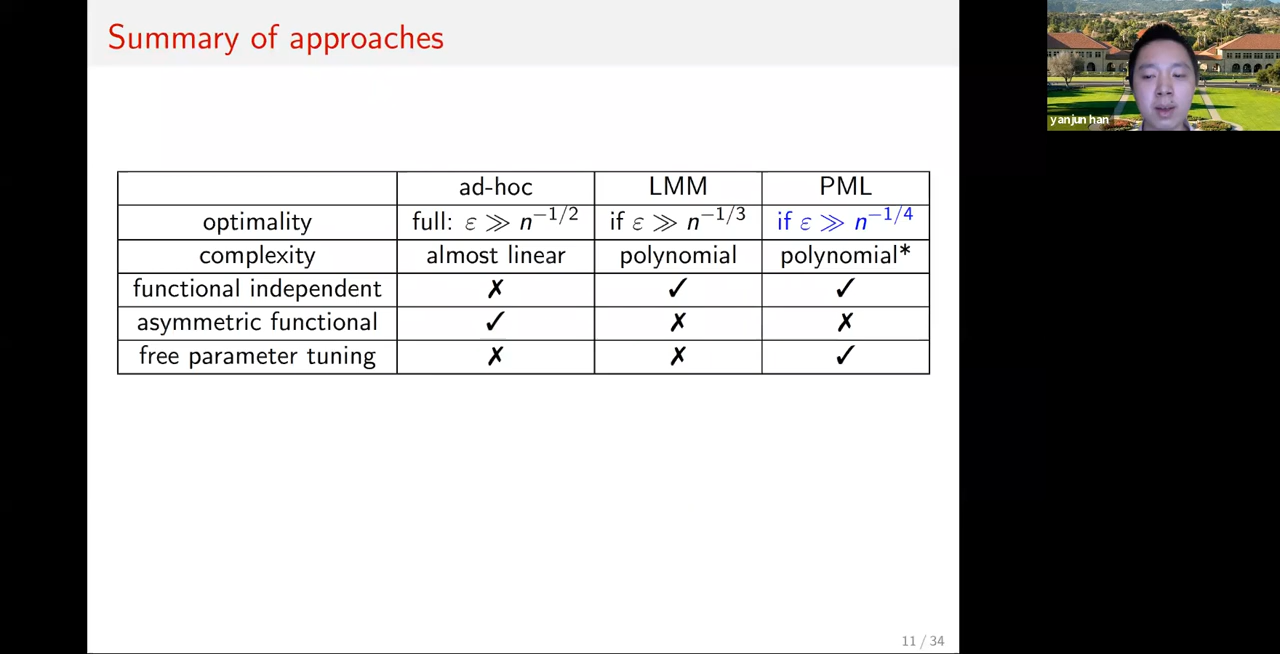 Summary of approaches
yanjun han
ad-hoc LMM PML
optimality full: ε ≫ n^{−1/2} if ε ≫ n^{−1/3} if ε ≫ n^{−1/4}
complexity almost linear polynomial polynomial*
functional independent ✗ ✓ ✓
asymmetric functional ✓ ✗ ✗
free parameter tuning ✗ ✗ ✓
11 / 34